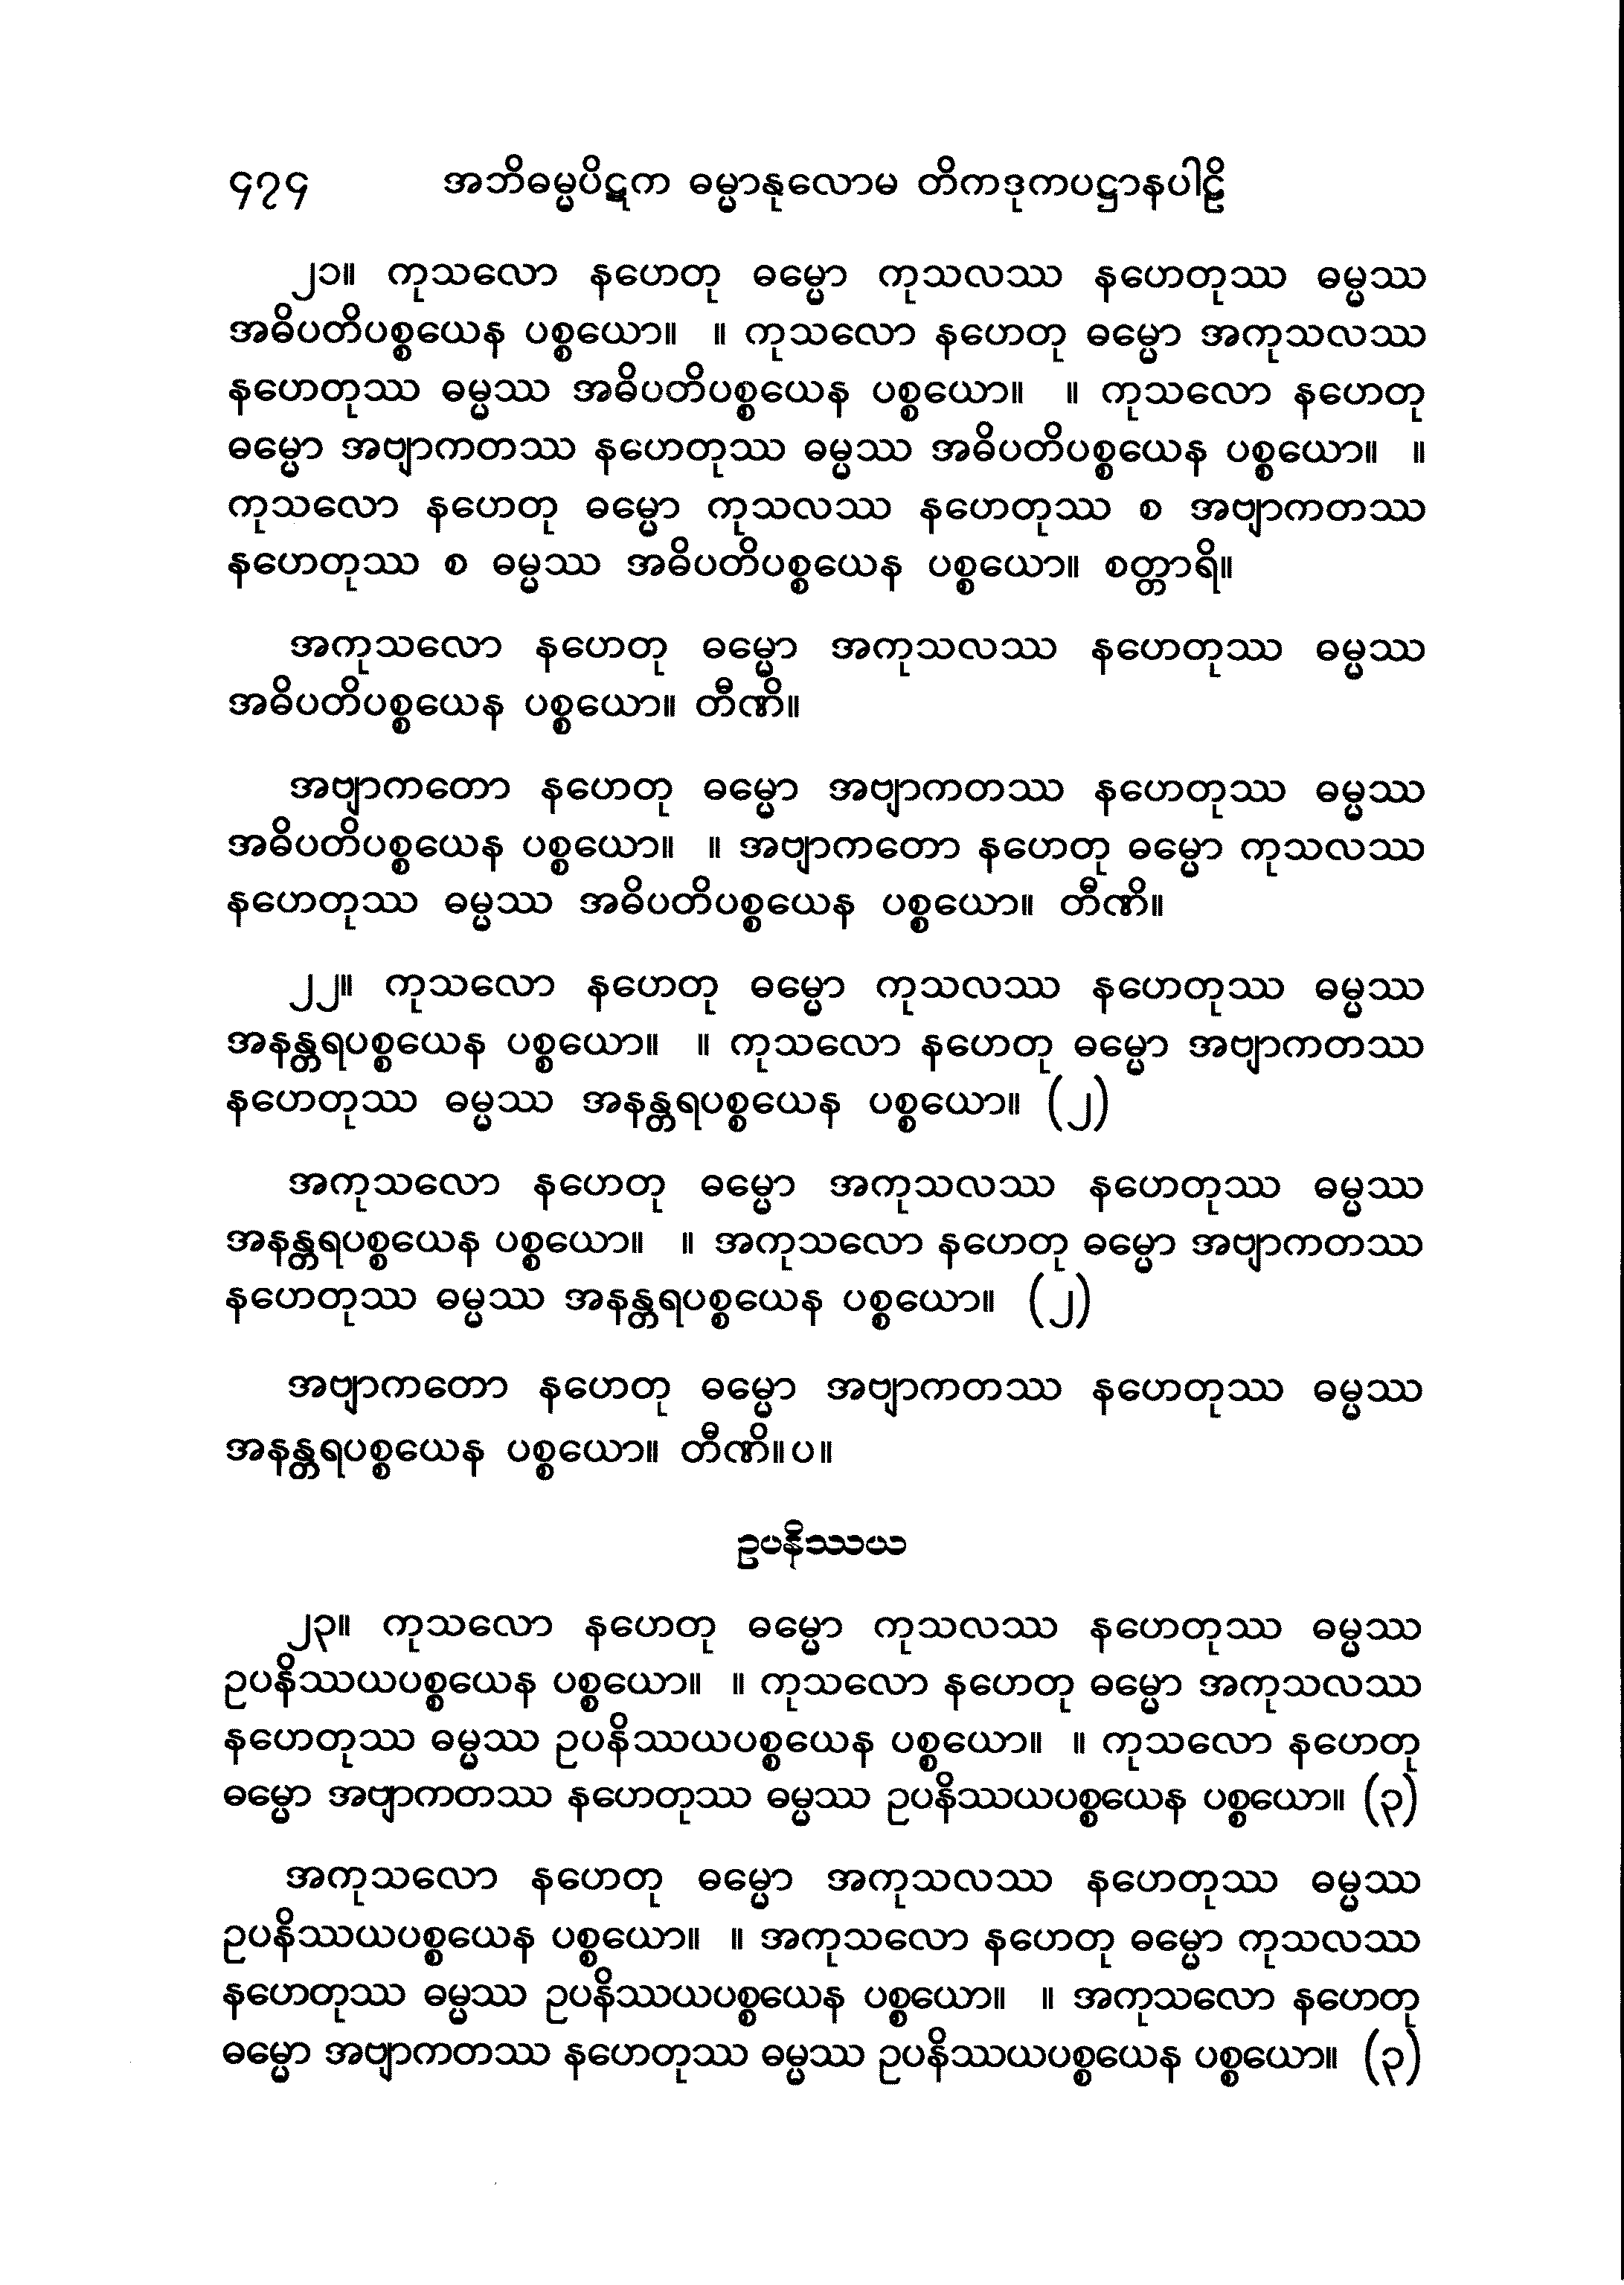 ၄၇၄ အဘိဓမ္မပိဋက ဓမ္မာနုလောမ တိကဒုကပဋ္ဌာနပါဠိ
၂၁။ ကုသလော နဟေတု ဓမ္မော ကုသလဿ နဟေတုဿ ဓမ္မဿ
အဓိပတိပစ္စယေန ပစ္စယော။ ။ ကုသလော နဟေတု ဓမ္မော အကုသလဿ
နဟေတုဿ ဓမ္မဿ အဓိပတိပစ္စယေန ပစ္စယော။ ။ ကုသလော နဟေတု
ဓမ္မော အဗျာကတဿ နဟေတုဿ ဓမ္မဿ အဓိပတိပစ္စယေန ပစ္စယော။ ။
ကုသလော နဟေတု ဓမ္မော ကုသလဿ နဟေတုဿ စ အဗျာကတဿ
နဟေတုဿ စ ဓမ္မဿ အဓိပတိပစ္စယေန ပစ္စယော။ စတ္တာရိ။
အကုသလော နဟေတု ဓမ္မော အကုသလဿ နဟေတုဿ ဓမ္မဿ
အဓိပတိပစ္စယေန ပစ္စယော။ တီဏိ။
အဗျာကတော နဟေတု ဓမ္မော အဗျာကတဿ နဟေတုဿ ဓမ္မဿ
အဓိပတိပစ္စယေန ပစ္စယော။ ။ အဗျာကတော နဟေတု ဓမ္မော ကုသလဿ
နဟေတုဿ ဓမ္မဿ အဓိပတိပစ္စယေန ပစ္စယော။ တီဏိ။
၂၂။ ကုသလော နဟေတု ဓမ္မော ကုသလဿ နဟေတုဿ ဓမ္မဿ
အနန္တရပစ္စယေန ပစ္စယော။ ။ ကုသလော နဟေတု ဓမ္မော အဗျာကတဿ
နဟေတုဿ ဓမ္မဿ အနန္တရပစ္စယေန ပစ္စယော။ (၂)
အကုသလော နဟေတု ဓမ္မော အကုသလဿ နဟေတုဿ ဓမ္မဿ
အနန္တရပစ္စယေန ပစ္စယော။ ။ အကုသလော နဟေတု ဓမ္မော အဗျာကတဿ
နဟေတုဿ ဓမ္မဿ အနန္တရပစ္စယေန ပစ္စယော။ (၂)
အဗျာကတော နဟေတု ဓမ္မော အဗျာကတဿ နဟေတုဿ ဓမ္မဿ
အနန္တရပစ္စယေန ပစ္စယော။ တီဏိ။ပ။
ဥပနိဿယ
၂၃။ ကုသလော နဟေတု ဓမ္မော ကုသလဿ နဟေတုဿ ဓမ္မဿ
ဥပနိဿယပစ္စယေန ပစ္စယော။ ။ ကုသလော နဟေတု ဓမ္မော အကုသလဿ
နဟေတုဿ ဓမ္မဿ ဥပနိဿယပစ္စယေန ပစ္စယော။ ။ ကုသလော နဟေတု
ဓမ္မော အဗျာကတဿ နဟေတုဿ ဓမ္မဿ ဥပနိဿယပစ္စယေန ပစ္စယော။ (၃)
အကုသလော နဟေတု ဓမ္မော အကုသလဿ နဟေတုဿ ဓမ္မဿ
ဥပနိဿယပစ္စယေန ပစ္စယော။ ။ အကုသလော နဟေတု ဓမ္မော ကုသလဿ
နဟေတုဿ ဓမ္မဿ ဥပနိဿယပစ္စယေန ပစ္စယော။ ။ အကုသလော နဟေတု
ဓမ္မော အဗျာကတဿ နဟေတုဿ ဓမ္မဿ ဥပနိဿယပစ္စယေန ပစ္စယော။ (၃)